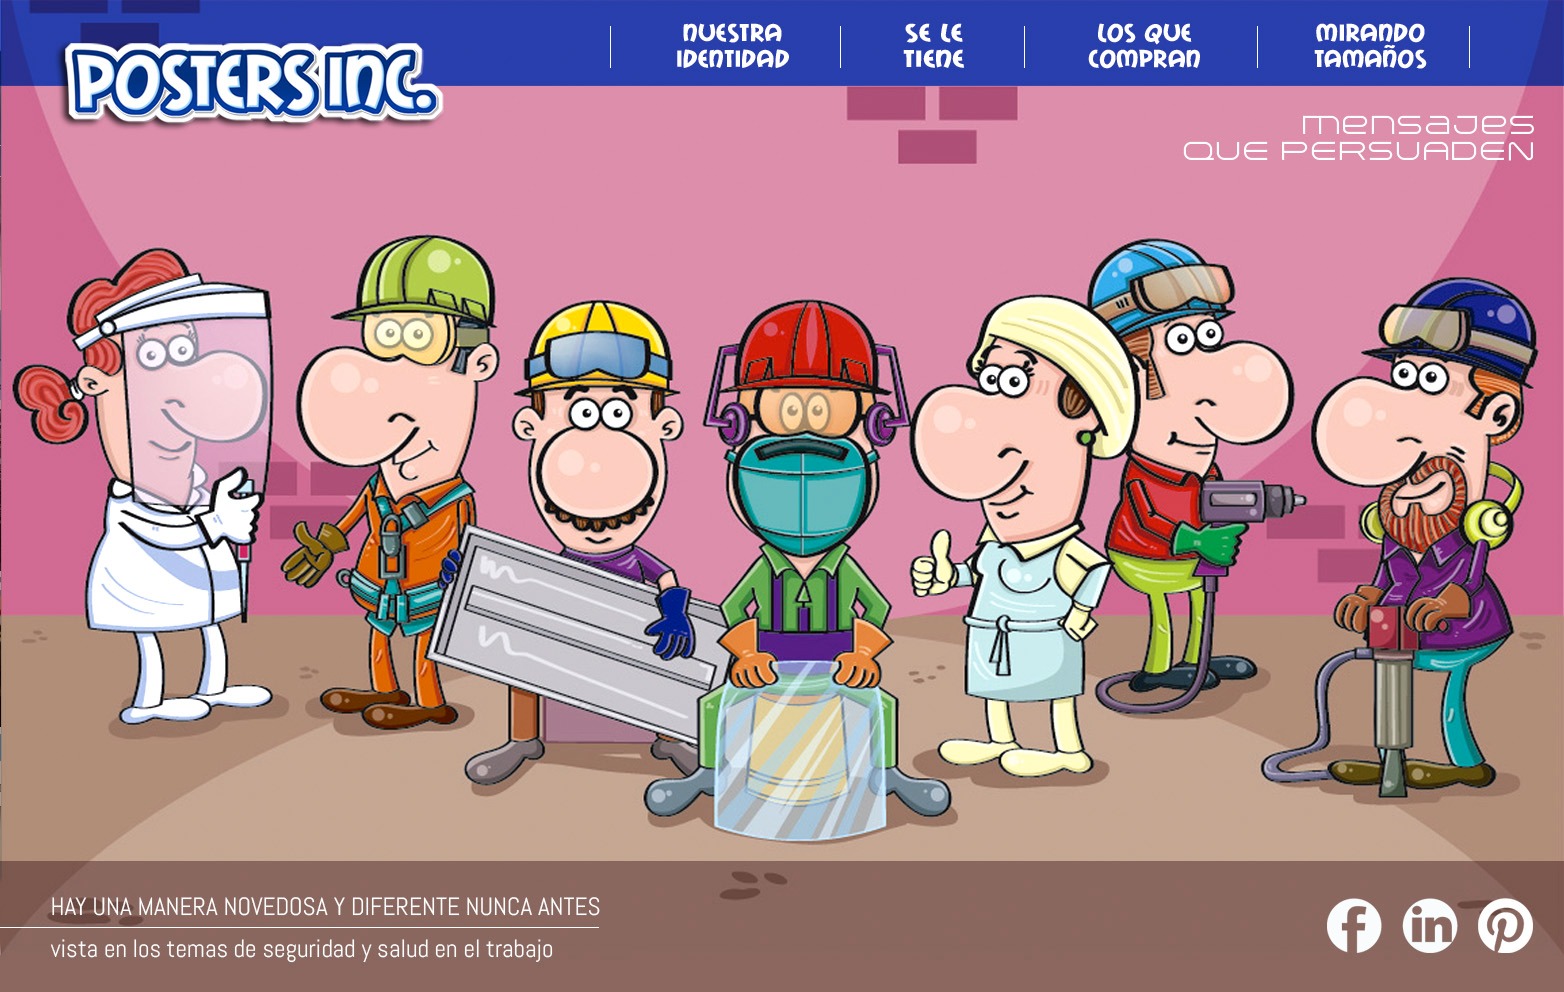 POSTERS INC.
NUESTRA
IDENTIDAD
SE LE
TIENE
LOS QUE
COMPRAN
MIRANDO
TAMAÑOS
mensajes
QUE PERSUADEN
HAY UNA MANERA NOVEDOSA Y DIFERENTE NUNCA ANTES
vista en los temas de seguridad y salud en el trabajo